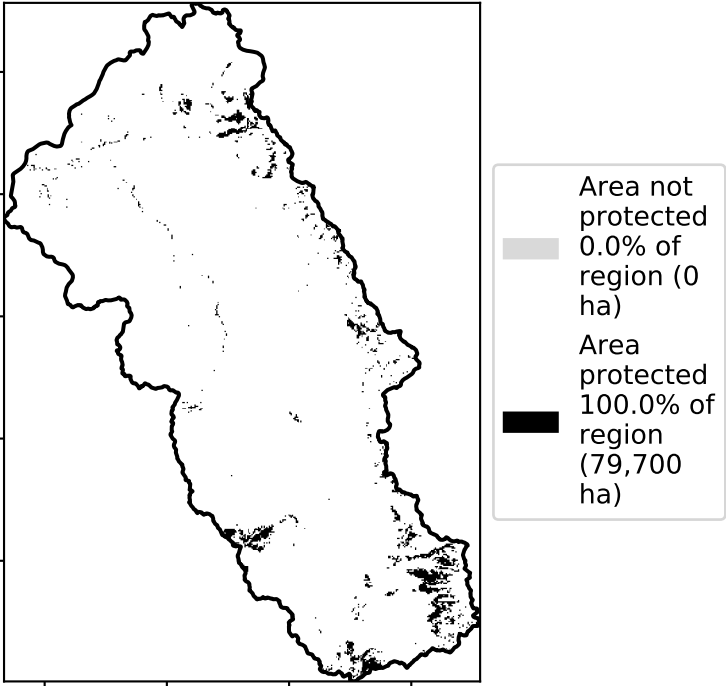 Area not
protected
0.0% of
region (0
ha)
Area
protected
100.0% of
region
(79,700
ha)